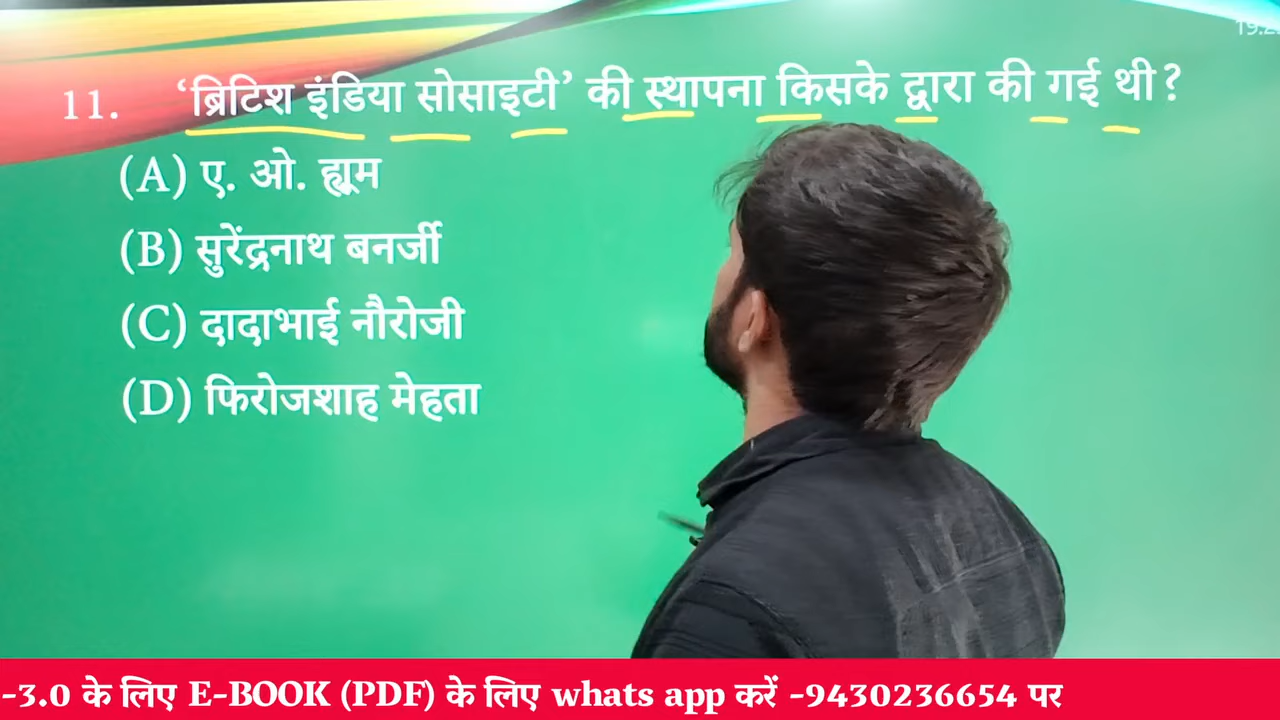 11. ‘ब्रिटिश इंडिया सोसाइटी’ की स्थापना किसके द्वारा की गई थी?
(A) ए. ओ. ह्यूम
(B) सुरेंद्रनाथ बनर्जी
(C) दादाभाई नौरोजी
(D) फिरोजशाह मेहता
-3.0 के लिए E-BOOK (PDF) के लिए whats app करें -9430236654 पर